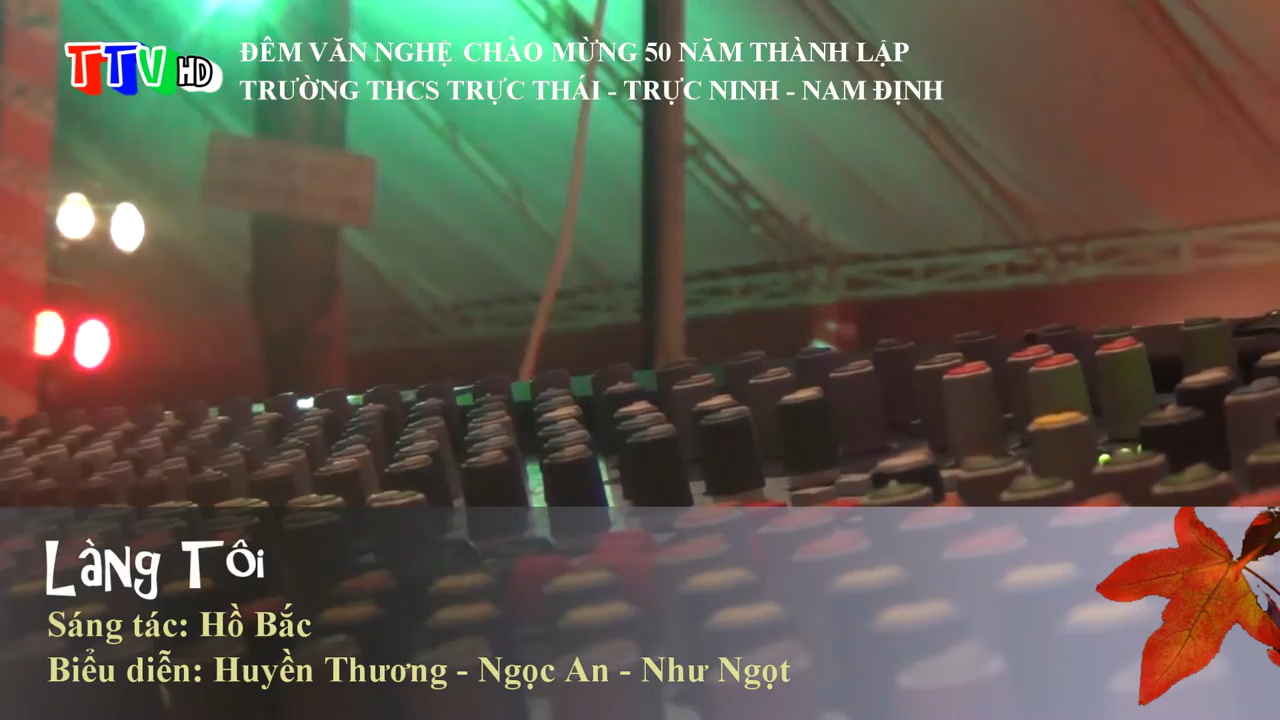 TTV HD
ĐÊM VĂN NGHỆ CHÀO MỪNG 50 NĂM THÀNH LẬP
TRƯỜNG THCS TRỰC THÁI - TRỰC NINH - NAM ĐỊNH
Làng Tôi
Sáng tác: Hồ Bắc
Biểu diễn: Huyền Thương - Ngọc An - Như Ngọt